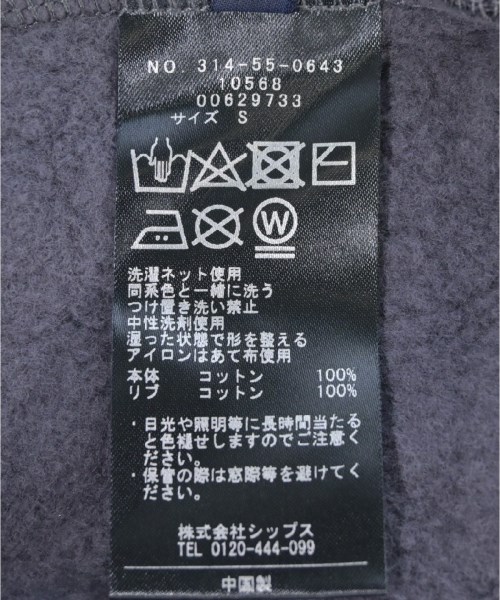 NO. 314-55-0643
10568
00629733
サイズ S
W
洗濯ネット使用
同系色と一緒に洗う
つけ置き洗い禁止
中性洗剤使用
湿った状態で形を整える
アイロンはあて布使用
本体 コットン 100%
リブ コットン 100%
・日光や照明等に長時間当たる
と色褪せしますのでご注意く
ださい。
・保管の際は窓際等を避けてく
ださい。
株式会社シップス
TEL 0120-444-099
中国製